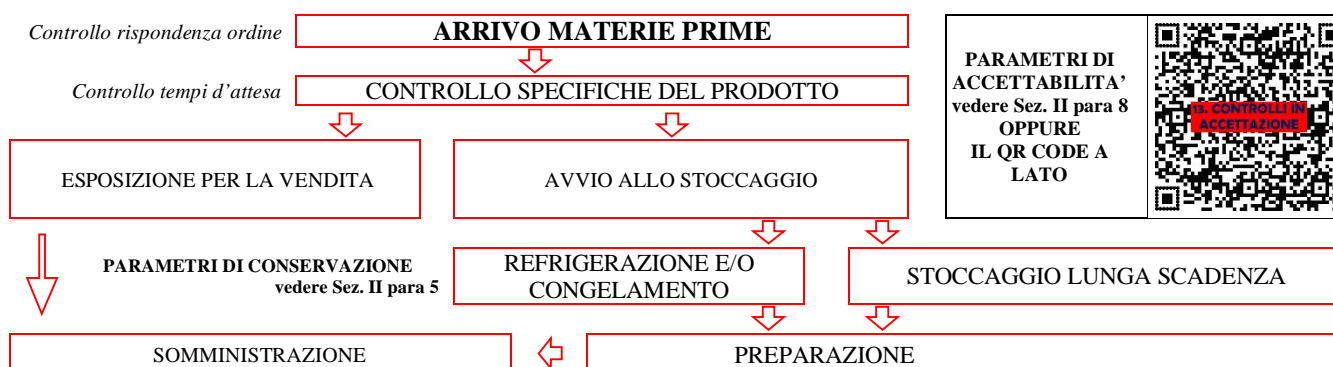 Controllo rispondenza ordine
ARRIVO MATERIE PRIME
Controllo tempi d'attesa
CONTROLLO SPECIFICHE DEL PRODOTTO
PARAMETRI DI
ACCETTABILITA'
vedere Sez. II para 8
OPPURE
IL QR CODE A
LATO
13. CONTROLLI IN
ACCETTAZIONE
ESPOSIZIONE PER LA VENDITA
AVVIO ALLO STOCCAGGIO
PARAMETRI DI CONSERVAZIONE
vedere Sez. II para 5
REFRIGERAZIONE E/O
CONGELAMENTO
STOCCAGGIO LUNGA SCADENZA
SOMMINISTRAZIONE
PREPARAZIONE